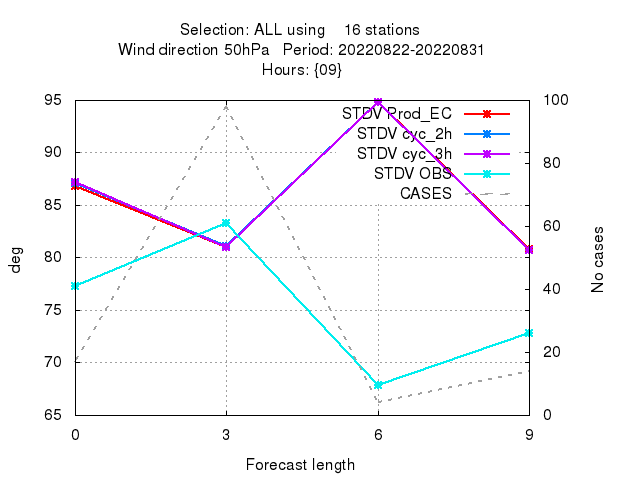 Selection: ALL using    16 stations
Wind direction 50hPa   Period: 20220822-20220831
Hours: {09}
95
90
85
80
75
70
65
deg
100
80
60
40
20
0
No cases
STDV Prod_EC
STDV cyc_2h
STDV cyc_3h
STDV OBS
CASES
0 3 6 9
Forecast length